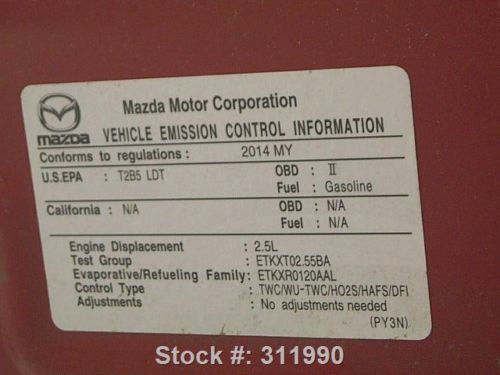 Mazda Motor Corporation
mazda VEHICLE EMISSION CONTROL INFORMATION
Conforms to regulations : 2014 MY
U.S.EPA : T2B5 LDT OBD : II
Fuel : Gasoline
California : N/A OBD : N/A
Fuel : N/A
Engine Displacement : 2.5L
Test Group : ETKXT02.55BA
Evaporative/Refueling Family: ETKXR0120AAL
Control Type : TWC/WU-TWC/HO2S/HAFS/DFI
Adjustments : No adjustments needed
(PY3N)
Stock #: 311990